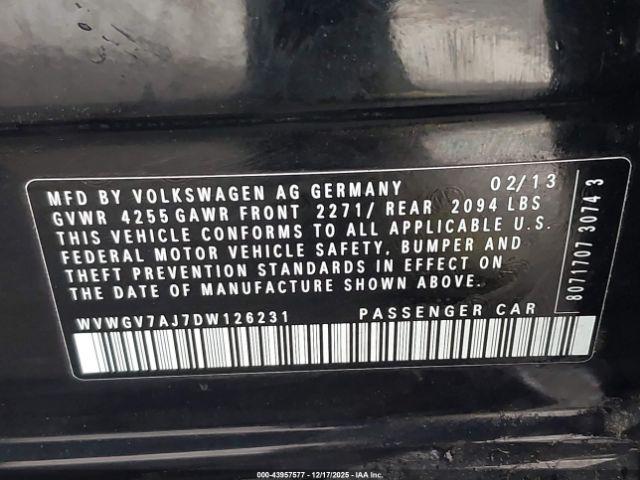 MFD BY VOLKSWAGEN AG GERMANY 02/13
GVWR 4255 GAWR FRONT 2271/ REAR 2094 LBS
THIS VEHICLE CONFORMS TO ALL APPLICABLE U.S.
FEDERAL MOTOR VEHICLE SAFETY, BUMPER AND
THEFT PREVENTION STANDARDS IN EFFECT ON
THE DATE OF MANUFACTURE SHOWN ABOVE.
WVWGV7AJ7DW126231 PASSENGER CAR
8071707 3074 3
000-43957577 - 12/17/2025 - IAA Inc.